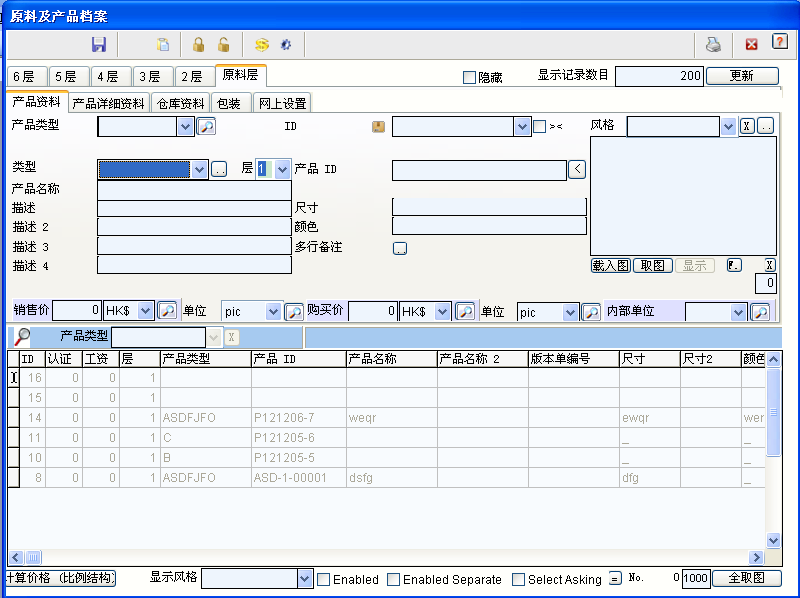 原料及产品档案
6 层 5 层 4 层 3 层 2 层 原料层 隐藏 显示记录数目 200 更新
产品资料 产品详细资料 仓库资料 包装 网上设置
产品类型 ID >< 风格 X ..
类型 .. 层 1 产品 ID <
产品名称
描述 尺寸
描述 2 颜色
描述 3 多行备注 ..
描述 4 载入图 取图 显示 F. X
0
销售价 0 HK$ 单位 pic 购买价 0 HK$ 单位 pic 内部单位
产品类型 X
ID 认证 工资 层 产品类型 产品 ID 产品名称 产品名称 2 版本单编号 尺寸 尺寸2 颜色
16 0 0 1
15 0 0 1
14 0 0 1 ASDFJFO P121206-7 weqr ewqr wer
11 0 0 1 C P121205-6 _ _
10 0 0 1 B P121205-5 _ _
8 0 0 1 ASDFJFO ASD-1-00001 dsfg dfg _
计算价格 (比例结构) 显示风格 Enabled Enabled Separate Select Asking = No. 0 1000 全取图